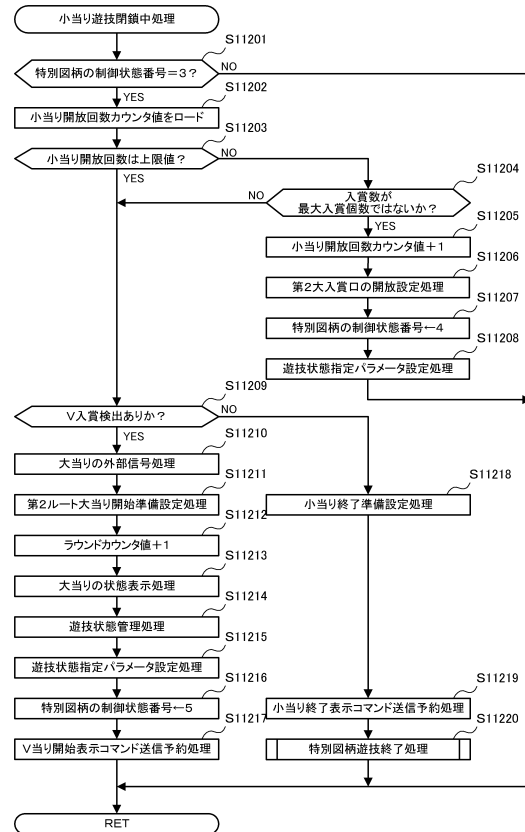 小当り遊技閉鎖中処理
S11201
特別図柄の制御状態番号＝3？
NO
YES
S11202
小当り開放回数カウンタ値をロード
S11203
小当り開放回数は上限値？
NO
YES
S11204
入賞数が
最大入賞個数ではないか？
NO
YES
S11205
小当り開放回数カウンタ値＋1
S11206
第2大入賞口の開放設定処理
S11207
特別図柄の制御状態番号←4
S11208
遊技状態指定パラメータ設定処理
S11209
V入賞検出ありか？
NO
YES
S11210
大当りの外部信号処理
S11211
第2ルート大当り開始準備設定処理
S11212
ラウンドカウンタ値＋1
S11213
大当りの状態表示処理
S11214
遊技状態管理処理
S11215
遊技状態指定パラメータ設定処理
S11216
特別図柄の制御状態番号←5
S11217
V当り開始表示コマンド送信予約処理
S11218
小当り終了準備設定処理
S11219
小当り終了表示コマンド送信予約処理
S11220
特別図柄遊技終了処理
RET